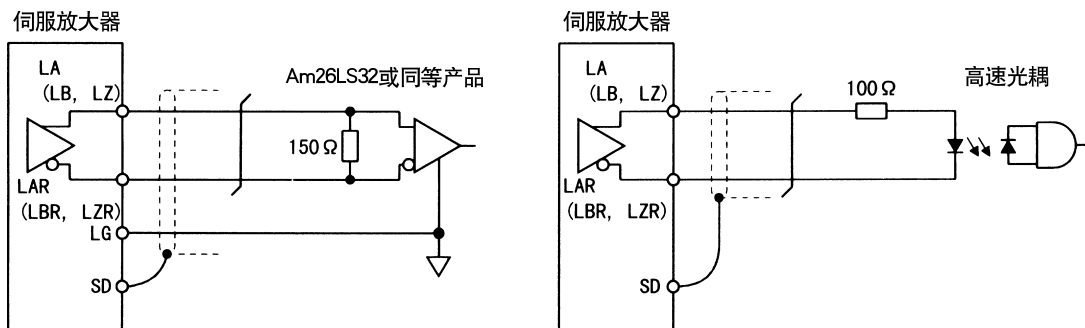 伺服放大器
LA
(LB, LZ)
Am26LS32或同等产品
150Ω
LAR
(LBR, LZR)
LG
SD
伺服放大器
LA
(LB, LZ)
100Ω
高速光耦
LAR
(LBR, LZR)
SD